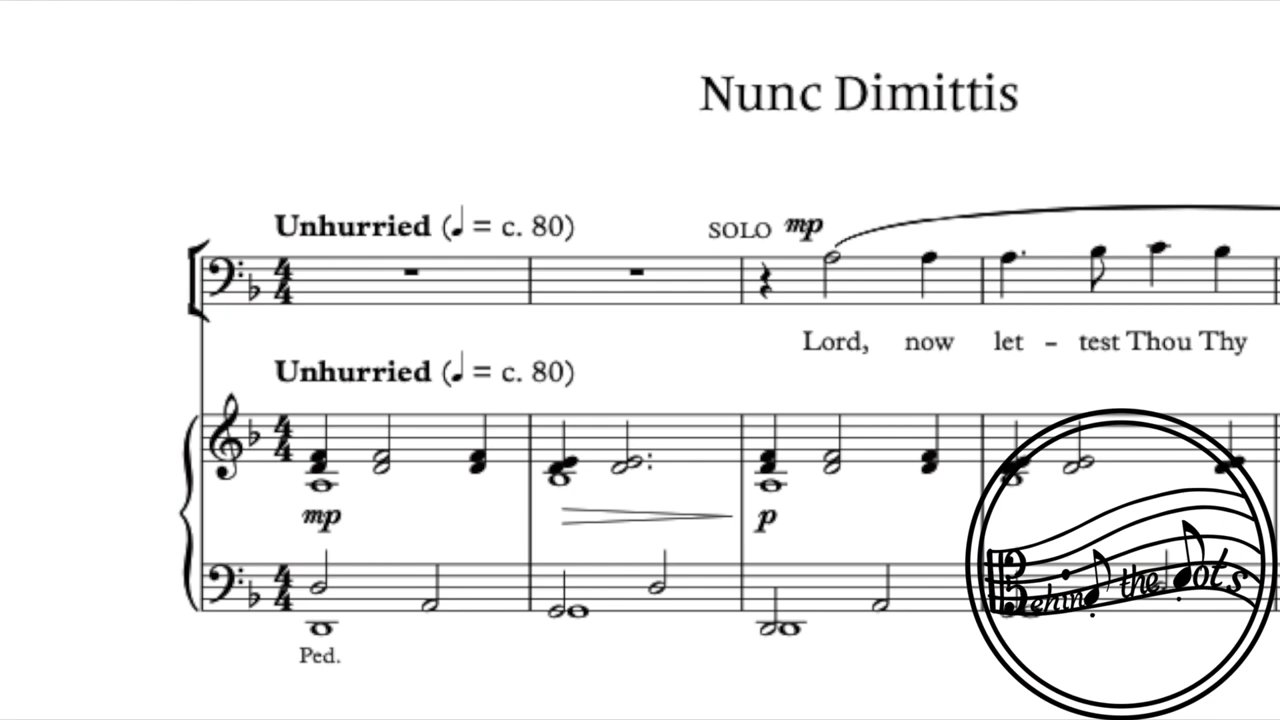 Nunc Dimittis
Unhurried (♩ = c. 80)
SOLO mp
Lord, now let - test Thou Thy
Unhurried (♩ = c. 80)
mp p
Ped.
Behind the Dots